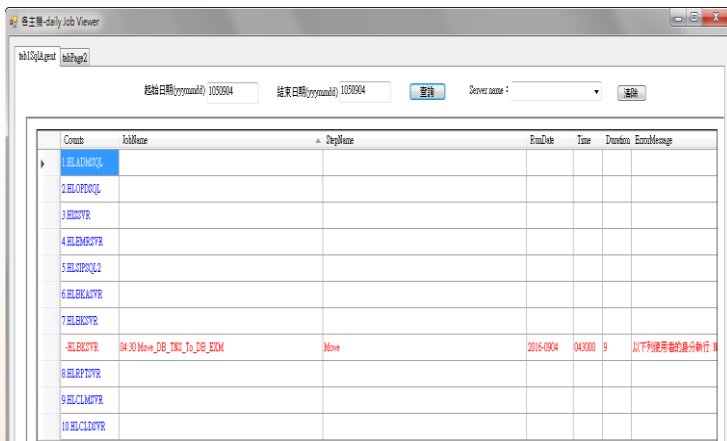 各主機-daily Job Viewer
tab1SqlAgent tabPage2
起始日期(yyymmdd) 1050904 結束日期(yyymmdd) 1050904 查詢 Server name： 清除
Counts JobName StepName RunDate Time Duration ErrorMessage
1.HLADMSQL
2.HLOPDSQL
3.HISSVR
4.HLEMRSVR
5.HLSIPSQL2
6.HLBKASVR
7.HLBKSVR
-HLBKSVR 04:30 Move_DB_TNS_To_DB_EXM Move 2016-0904 043000 9 以下列使用者的身分執行:
8.HLRPTSVR
9.HLCLMSVR
10.HLCLDSVR